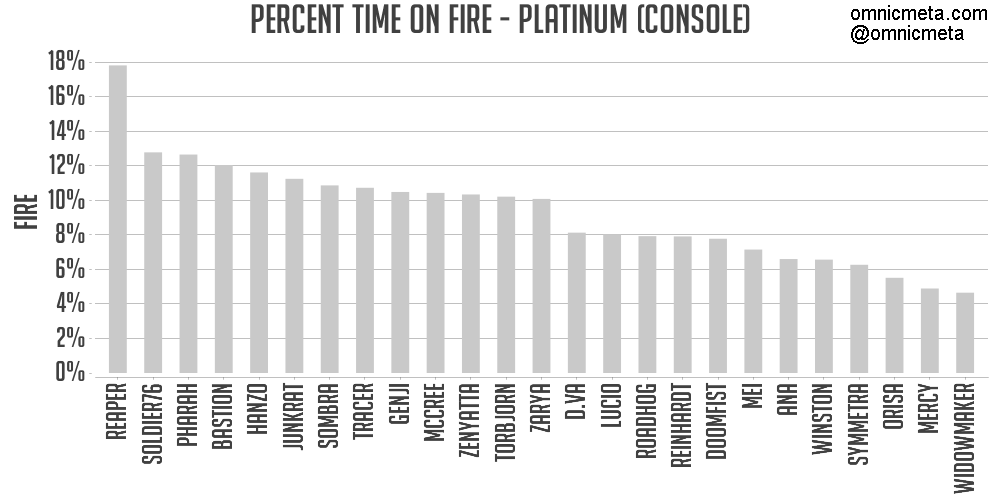 PERCENT TIME ON FIRE - PLATINUM (CONSOLE)
omnicmeta.com
@omnicmeta
18%
16%
14%
12%
10%
8%
6%
4%
2%
0%
FIRE
REAPER
SOLDIER76
PHARAH
BASTION
HANZO
JUNKRAT
SOMBRA
TRACER
GENJI
MCCREE
ZENYATTA
TORBJORN
ZARYA
D.VA
LUCIO
ROADHOG
REINHARDT
DOOMFIST
MEI
ANA
WINSTON
SYMMETRA
ORISA
MERCY
WIDOWMAKER